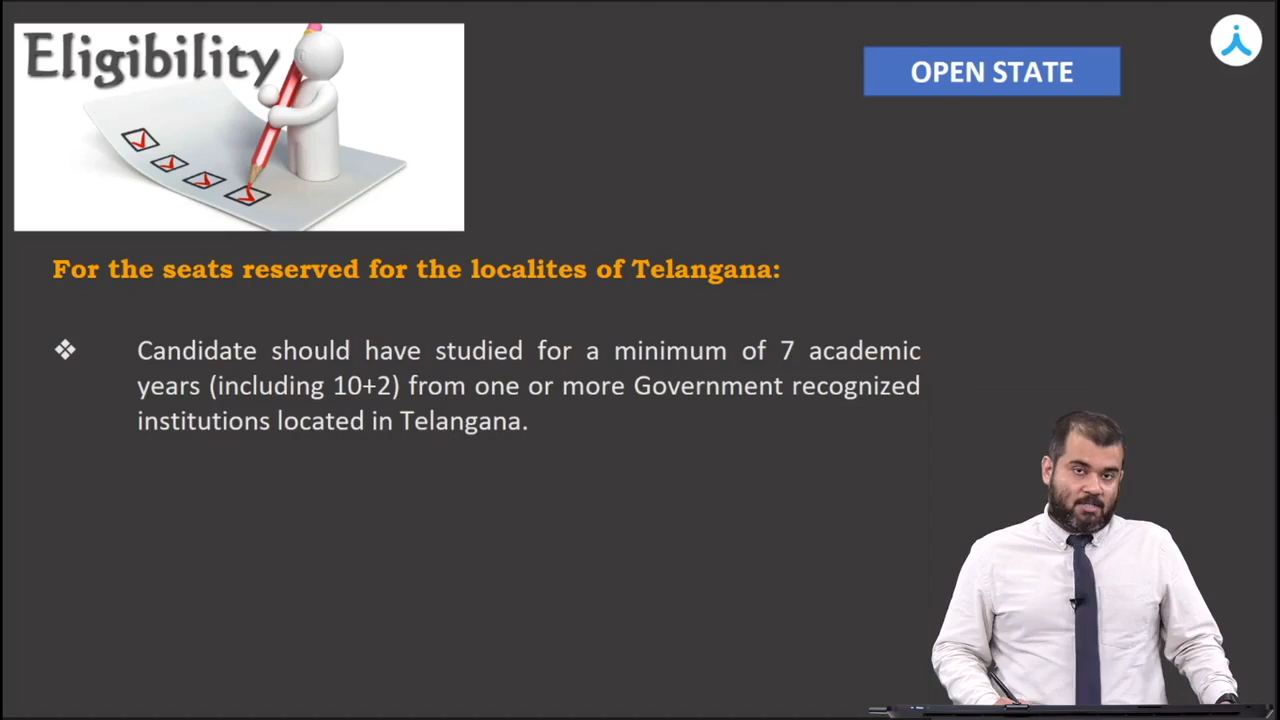 Eligibility
OPEN STATE
For the seats reserved for the localites of Telangana:
Candidate should have studied for a minimum of 7 academic
years (including 10+2) from one or more Government recognized
institutions located in Telangana.